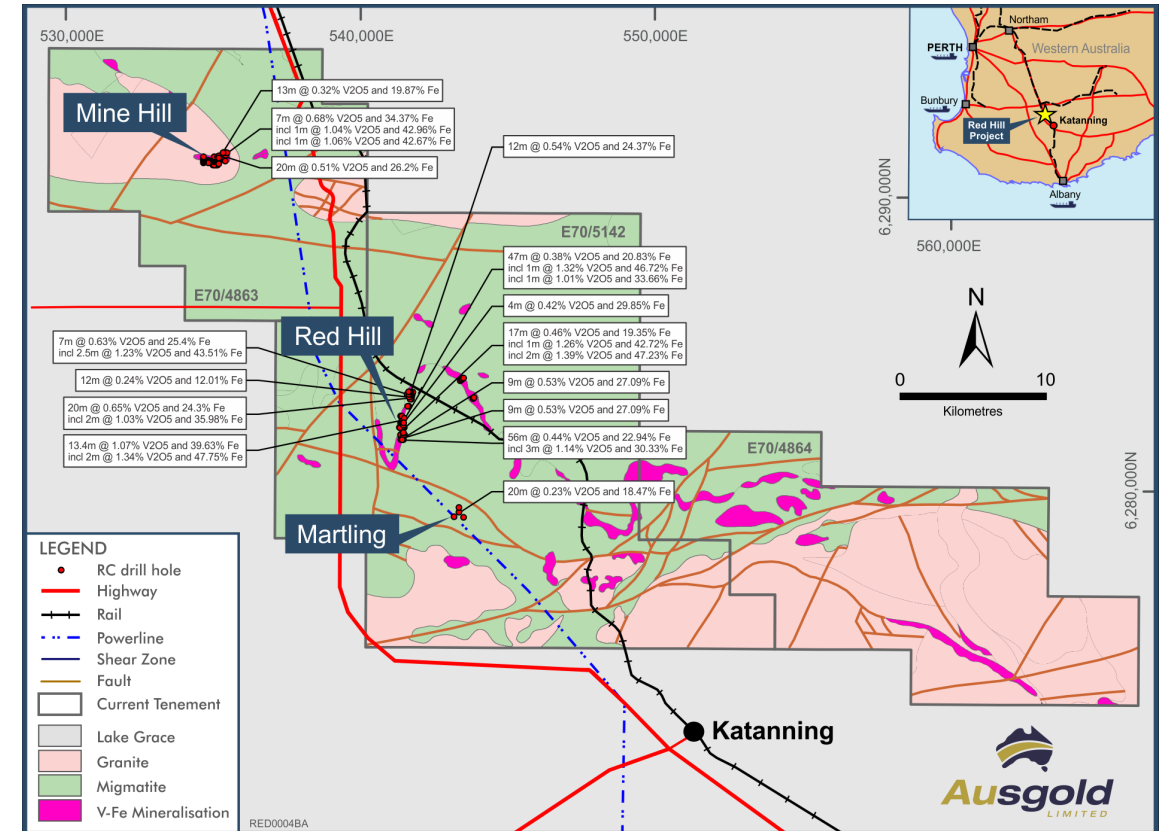 530,000E
540,000E
550,000E
Northam
PERTH
Western Australia
Bunbury
Red Hill
Project
Katanning
Albany
6,290,000N
560,000E
Mine Hill
13m @ 0.32% V2O5 and 19.87% Fe
7m @ 0.68% V2O5 and 34.37% Fe
incl 1m @ 1.04% V2O5 and 42.96% Fe
incl 1m @ 1.06% V2O5 and 42.67% Fe
20m @ 0.51% V2O5 and 26.2% Fe
12m @ 0.54% V2O5 and 24.37% Fe
E70/5142
E70/4863
47m @ 0.38% V2O5 and 20.83% Fe
incl 1m @ 1.32% V2O5 and 46.72% Fe
incl 1m @ 1.01% V2O5 and 33.66% Fe
4m @ 0.42% V2O5 and 29.85% Fe
Red Hill
17m @ 0.46% V2O5 and 19.35% Fe
incl 1m @ 1.26% V2O5 and 42.72% Fe
incl 2m @ 1.39% V2O5 and 47.23% Fe
7m @ 0.63% V2O5 and 25.4% Fe
incl 2.5m @ 1.23% V2O5 and 43.51% Fe
12m @ 0.24% V2O5 and 12.01% Fe
9m @ 0.53% V2O5 and 27.09% Fe
20m @ 0.65% V2O5 and 24.3% Fe
incl 2m @ 1.03% V2O5 and 35.98% Fe
9m @ 0.53% V2O5 and 27.09% Fe
13.4m @ 1.07% V2O5 and 39.63% Fe
incl 2m @ 1.34% V2O5 and 47.75% Fe
56m @ 0.44% V2O5 and 22.94% Fe
incl 3m @ 1.14% V2O5 and 30.33% Fe
N
0 10
Kilometres
E70/4864
6,280,000N
20m @ 0.23% V2O5 and 18.47% Fe
Martling
LEGEND
RC drill hole
Highway
Rail
Powerline
Shear Zone
Fault
Current Tenement
Lake Grace
Granite
Migmatite
V-Fe Mineralisation
RED0004BA
Katanning
Ausgold
LIMITED